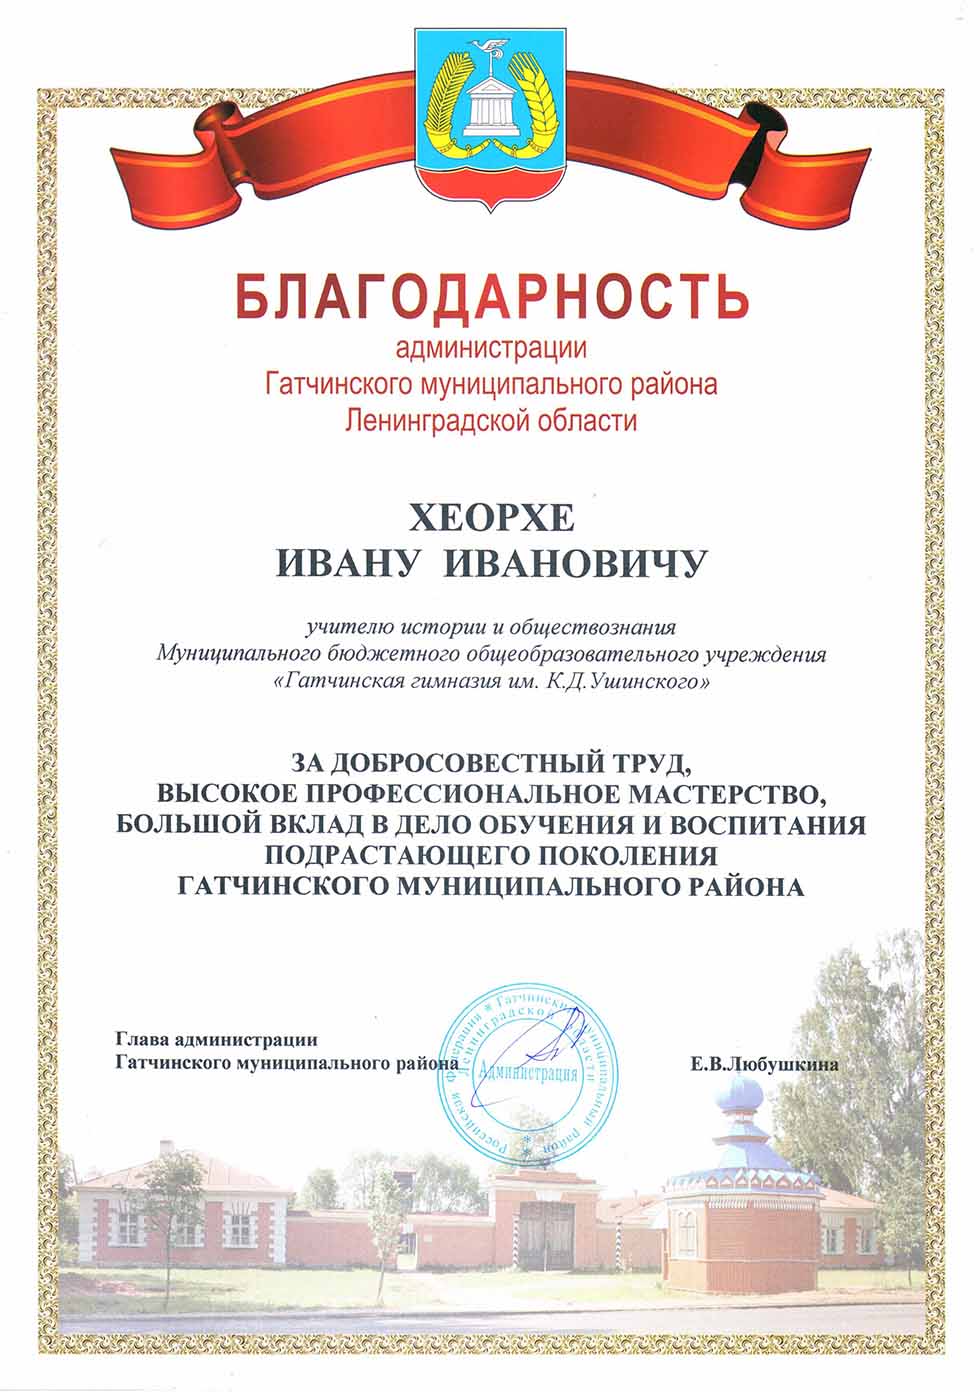 БЛАГОДАРНОСТЬ
администрации
Гатчинского муниципального района
Ленинградской области
ХЕОРХЕ
ИВАНУ ИВАНОВИЧУ
учителю истории и обществознания
Муниципального бюджетного общеобразовательного учреждения
«Гатчинская гимназия им. К.Д.Ушинского»
ЗА ДОБРОСОВЕСТНЫЙ ТРУД,
ВЫСОКОЕ ПРОФЕССИОНАЛЬНОЕ МАСТЕРСТВО,
БОЛЬШОЙ ВКЛАД В ДЕЛО ОБУЧЕНИЯ И ВОСПИТАНИЯ
ПОДРАСТАЮЩЕГО ПОКОЛЕНИЯ
ГАТЧИНСКОГО МУНИЦИПАЛЬНОГО РАЙОНА
Глава администрации
Гатчинского муниципального района
Российская Федерация * Гатчинский муниципальный район
Ленинградской области
Администрация
Е.В.Любушкина